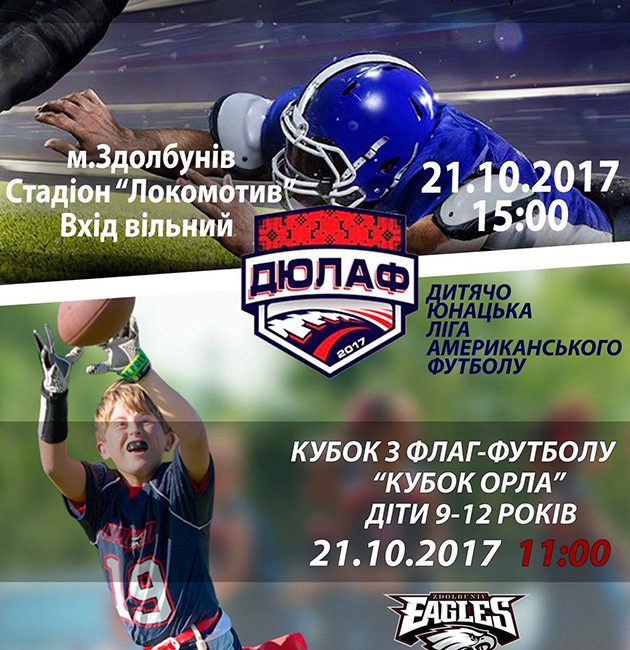 м.Здолбунів
Стадіон "Локомотив"
Вхід вільний
21.10.2017
15:00
ДЮЛАФ
2017
ДИТЯЧО
ЮНАЦЬКА
ЛІГА
АМЕРИКАНСЬКОГО
ФУТБОЛУ
19
КУБОК З ФЛАГ-ФУТБОЛУ
"КУБОК ОРЛА"
ДІТИ 9-12 РОКІВ
21.10.2017 11:00
ZDOLBUNIV
EAGLES